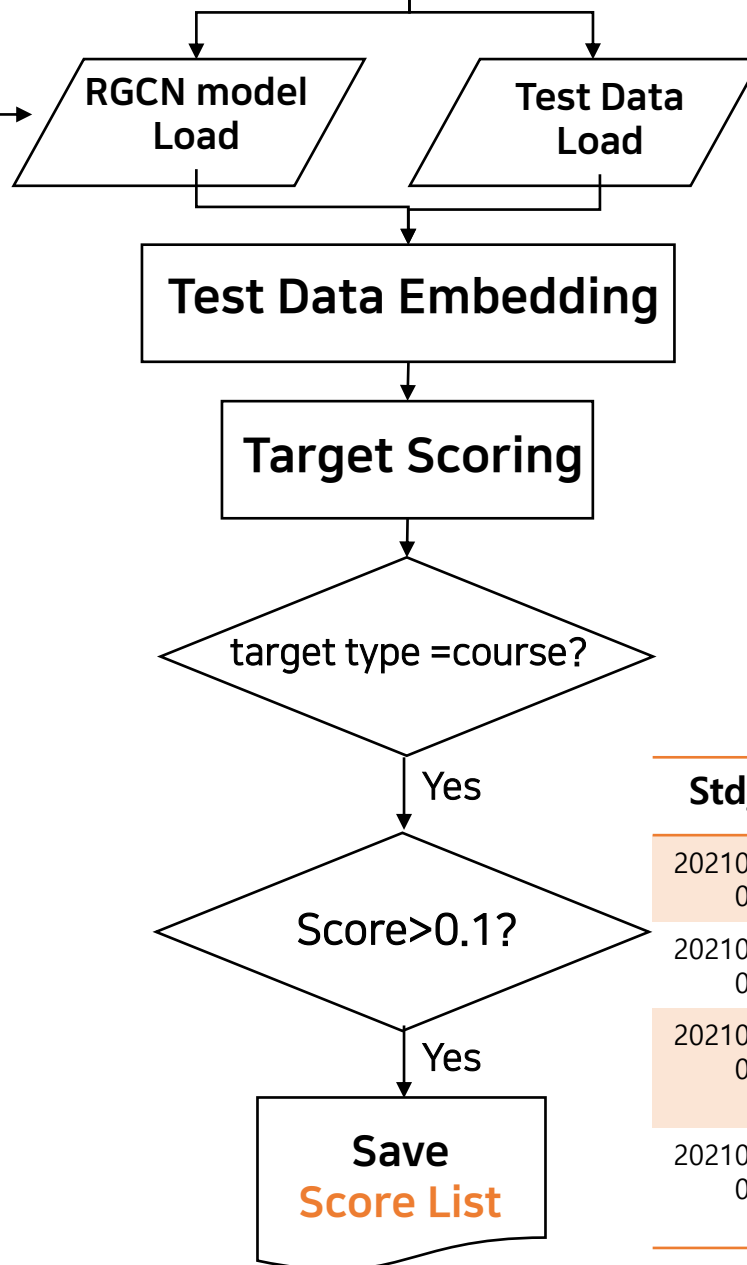 RGCN model
Load
Test Data
Load
Test Data Embedding
Target Scoring
target type =course?
Yes
Score>0.1?
Yes
Save
Score List
Std
20210
0
20210
0
20210
0
20210
0